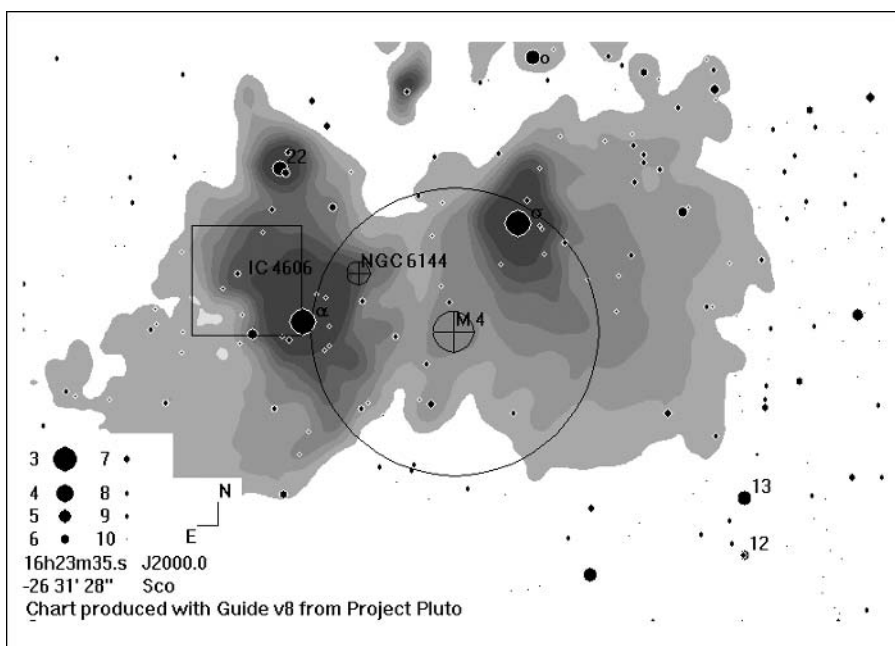 o
22
σ
IC 4606
NGC 6144
α
M 4
3 7
4 8
5 9
6 10
N
E
13
12
16h23m35.s J2000.0
-26 31' 28" Sco
Chart produced with Guide v8 from Project Pluto